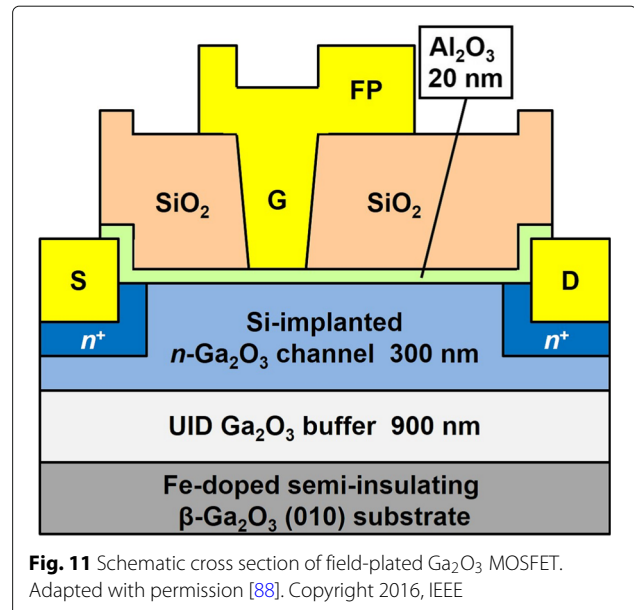 Al₂O₃
20 nm
FP
SiO₂
G
SiO₂
S
D
n⁺
n⁺
Si-implanted
n-Ga₂O₃ channel 300 nm
UID Ga₂O₃ buffer 900 nm
Fe-doped semi-insulating
β-Ga₂O₃ (010) substrate
Fig. 11 Schematic cross section of field-plated Ga₂O₃ MOSFET.
Adapted with permission [88]. Copyright 2016, IEEE